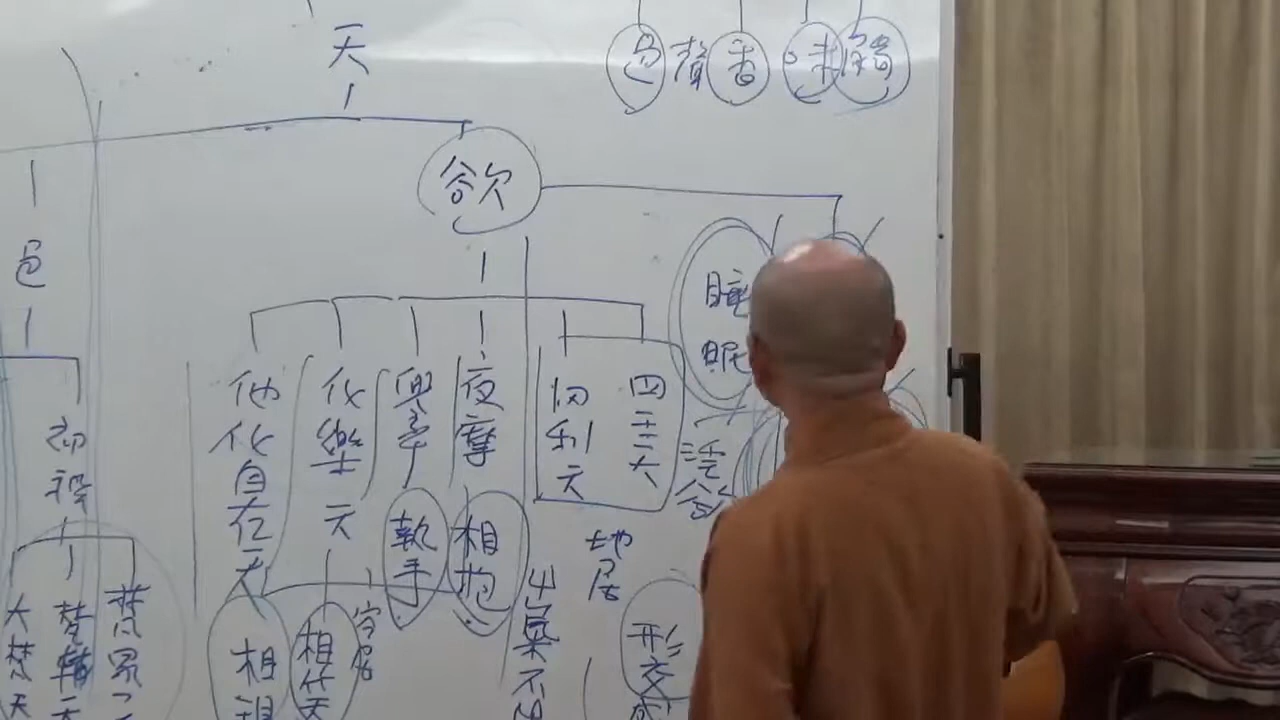 天
色
聲
香
味
觸
欲
色
睡
眠
四王天
忉利天
夜摩
兜率
化樂天
他化自在天
初禪
婬
欲
地居
執手
相抱
空居
相笑
相視
形交
梵眾
梵輔天
大梵天